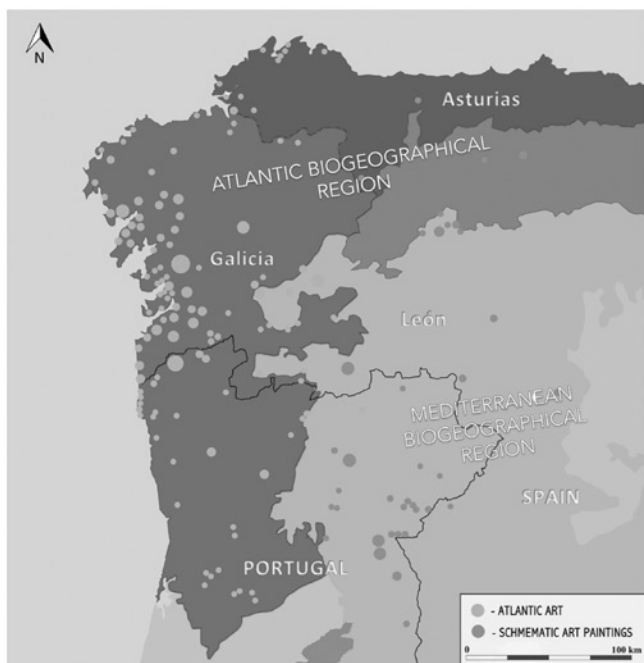 N
Asturias
ATLANTIC BIOGEOGRAPHICAL
REGION
Galicia
León
MEDITERRANEAN
BIOGEOGRAPHICAL
REGION
SPAIN
PORTUGAL
- ATLANTIC ART
- SCHMEMATIC ART PAINTINGS
0 100 km